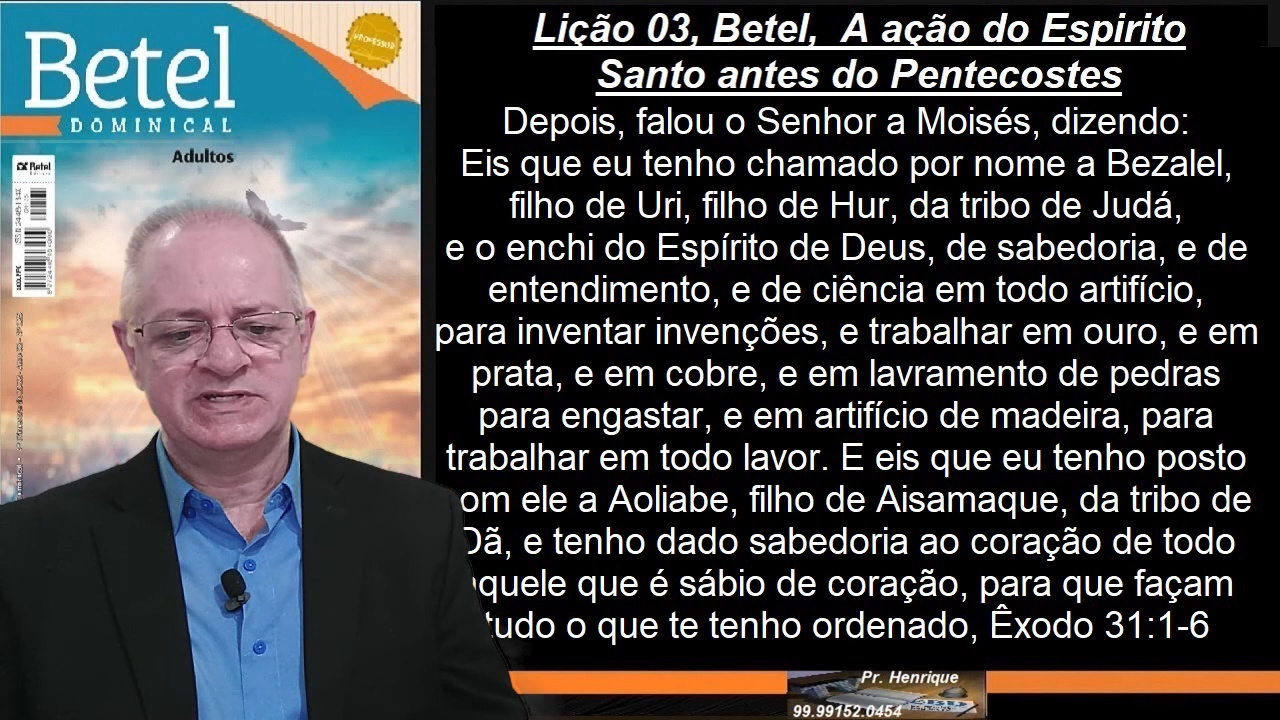 Betel
DOMINICAL
Adultos
PROFESSOR
Betel
Lição 03, Betel,  A ação do Espirito
Santo antes do Pentecostes
Depois, falou o Senhor a Moisés, dizendo:
Eis que eu tenho chamado por nome a Bezalel,
filho de Uri, filho de Hur, da tribo de Judá,
e o enchi do Espírito de Deus, de sabedoria, e de
entendimento, e de ciência em todo artifício,
para inventar invenções, e trabalhar em ouro, e em
prata, e em cobre, e em lavramento de pedras
para engastar, e em artifício de madeira, para
trabalhar em todo lavor. E eis que eu tenho posto
om ele a Aoliabe, filho de Aisamaque, da tribo de
Dã, e tenho dado sabedoria ao coração de todo
quele que é sábio de coração, para que façam
tudo o que te tenho ordenado, Êxodo 31:1-6
Pr. Henrique
99.99152.0454